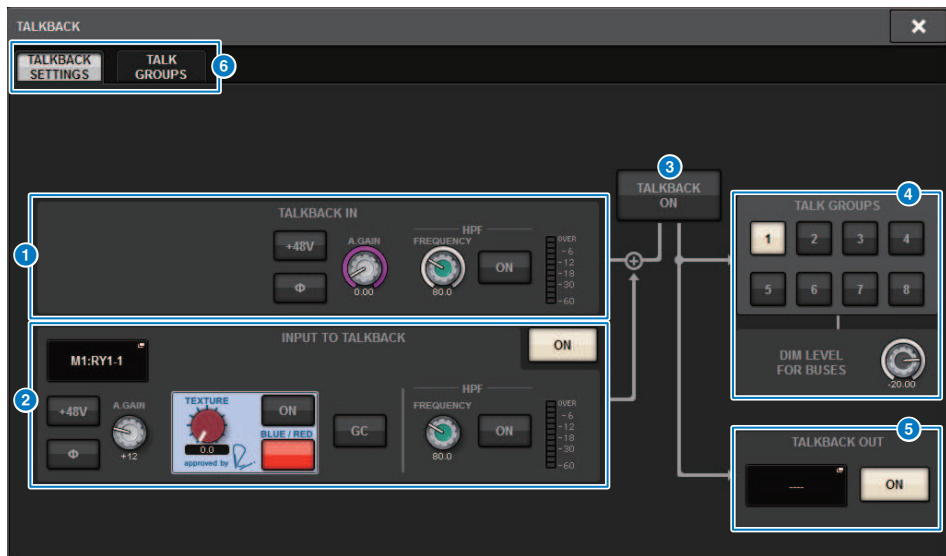 TALKBACK
TALKBACK SETTINGS
TALK GROUPS
6
3
TALKBACK ON
1
TALKBACK IN
+48V
Φ
A.GAIN
0.00
HPF
FREQUENCY
80.0
ON
OVER
-6
-12
-18
-30
-60
2
INPUT TO TALKBACK
ON
M1:RY1-1
+48V
Φ
A.GAIN
+12
TEXTURE
0.0
approved by
ON
BLUE / RED
GC
HPF
FREQUENCY
80.0
ON
OVER
-6
-12
-18
-30
-60
4
TALK GROUPS
1 2 3 4
5 6 7 8
DIM LEVEL
FOR BUSES
-20.00
5
TALKBACK OUT
----
ON